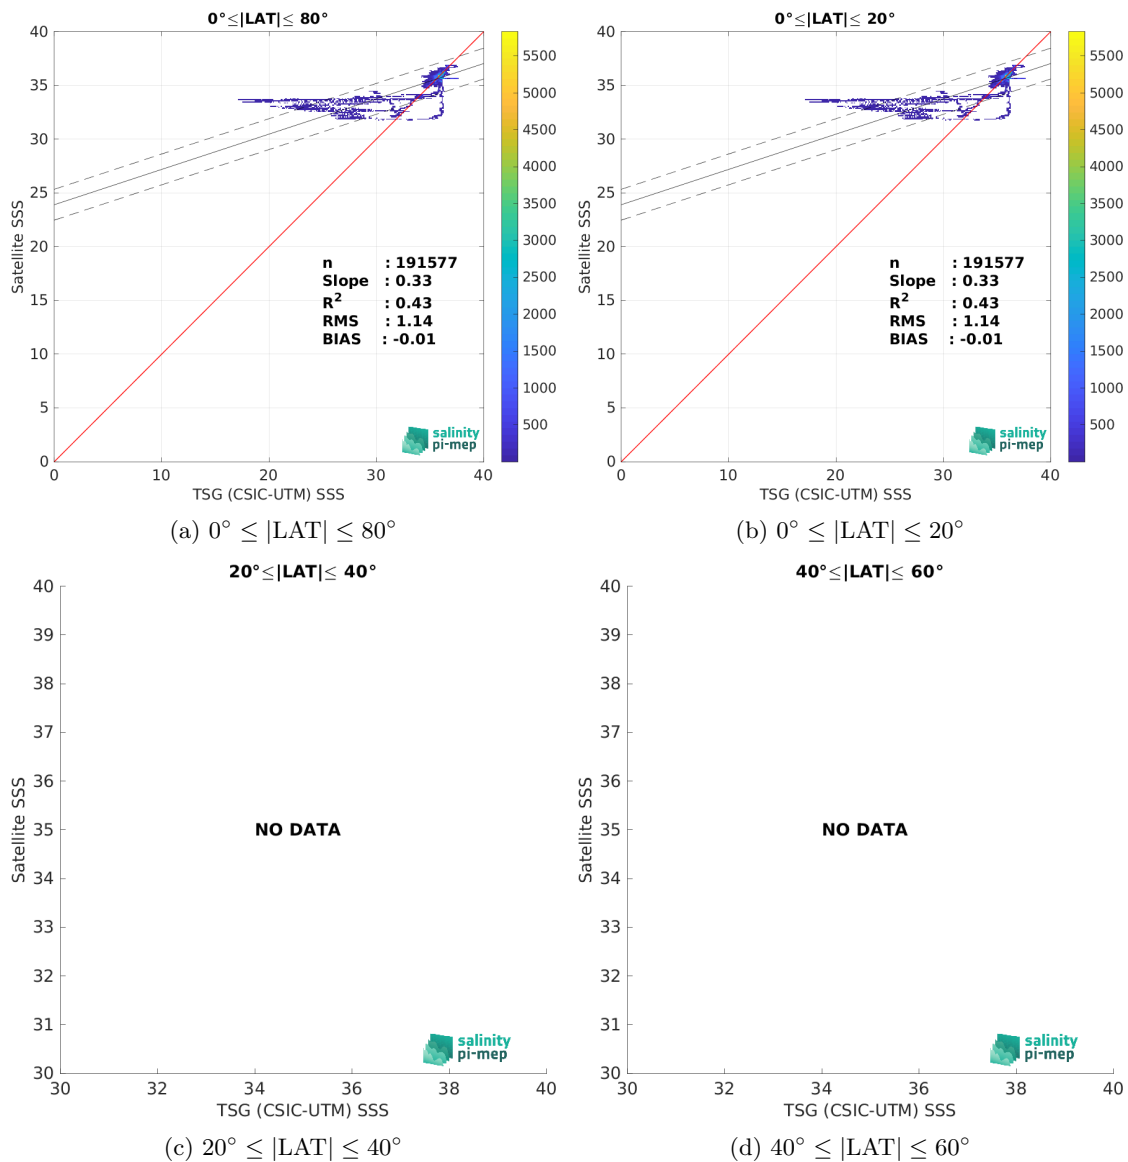 0°≤|LAT|≤ 80°
40
35
30
25
20
15
10
5
0
Satellite SSS
n : 191577
Slope : 0.33
R² : 0.43
RMS : 1.14
BIAS : -0.01
salinity
pi-mep
0 10 20 30 40
TSG (CSIC-UTM) SSS
5500
5000
4500
4000
3500
3000
2500
2000
1500
1000
500
(a) 0° ≤ |LAT| ≤ 80°
0°≤|LAT|≤ 20°
40
35
30
25
20
15
10
5
0
Satellite SSS
n : 191577
Slope : 0.33
R² : 0.43
RMS : 1.14
BIAS : -0.01
salinity
pi-mep
0 10 20 30 40
TSG (CSIC-UTM) SSS
5500
5000
4500
4000
3500
3000
2500
2000
1500
1000
500
(b) 0° ≤ |LAT| ≤ 20°
20°≤|LAT|≤ 40°
40
39
38
37
36
35
34
33
32
31
30
Satellite SSS
NO DATA
salinity
pi-mep
30 32 34 36 38 40
TSG (CSIC-UTM) SSS
(c) 20° ≤ |LAT| ≤ 40°
40°≤|LAT|≤ 60°
40
39
38
37
36
35
34
33
32
31
30
Satellite SSS
NO DATA
salinity
pi-mep
30 32 34 36 38 40
TSG (CSIC-UTM) SSS
(d) 40° ≤ |LAT| ≤ 60°